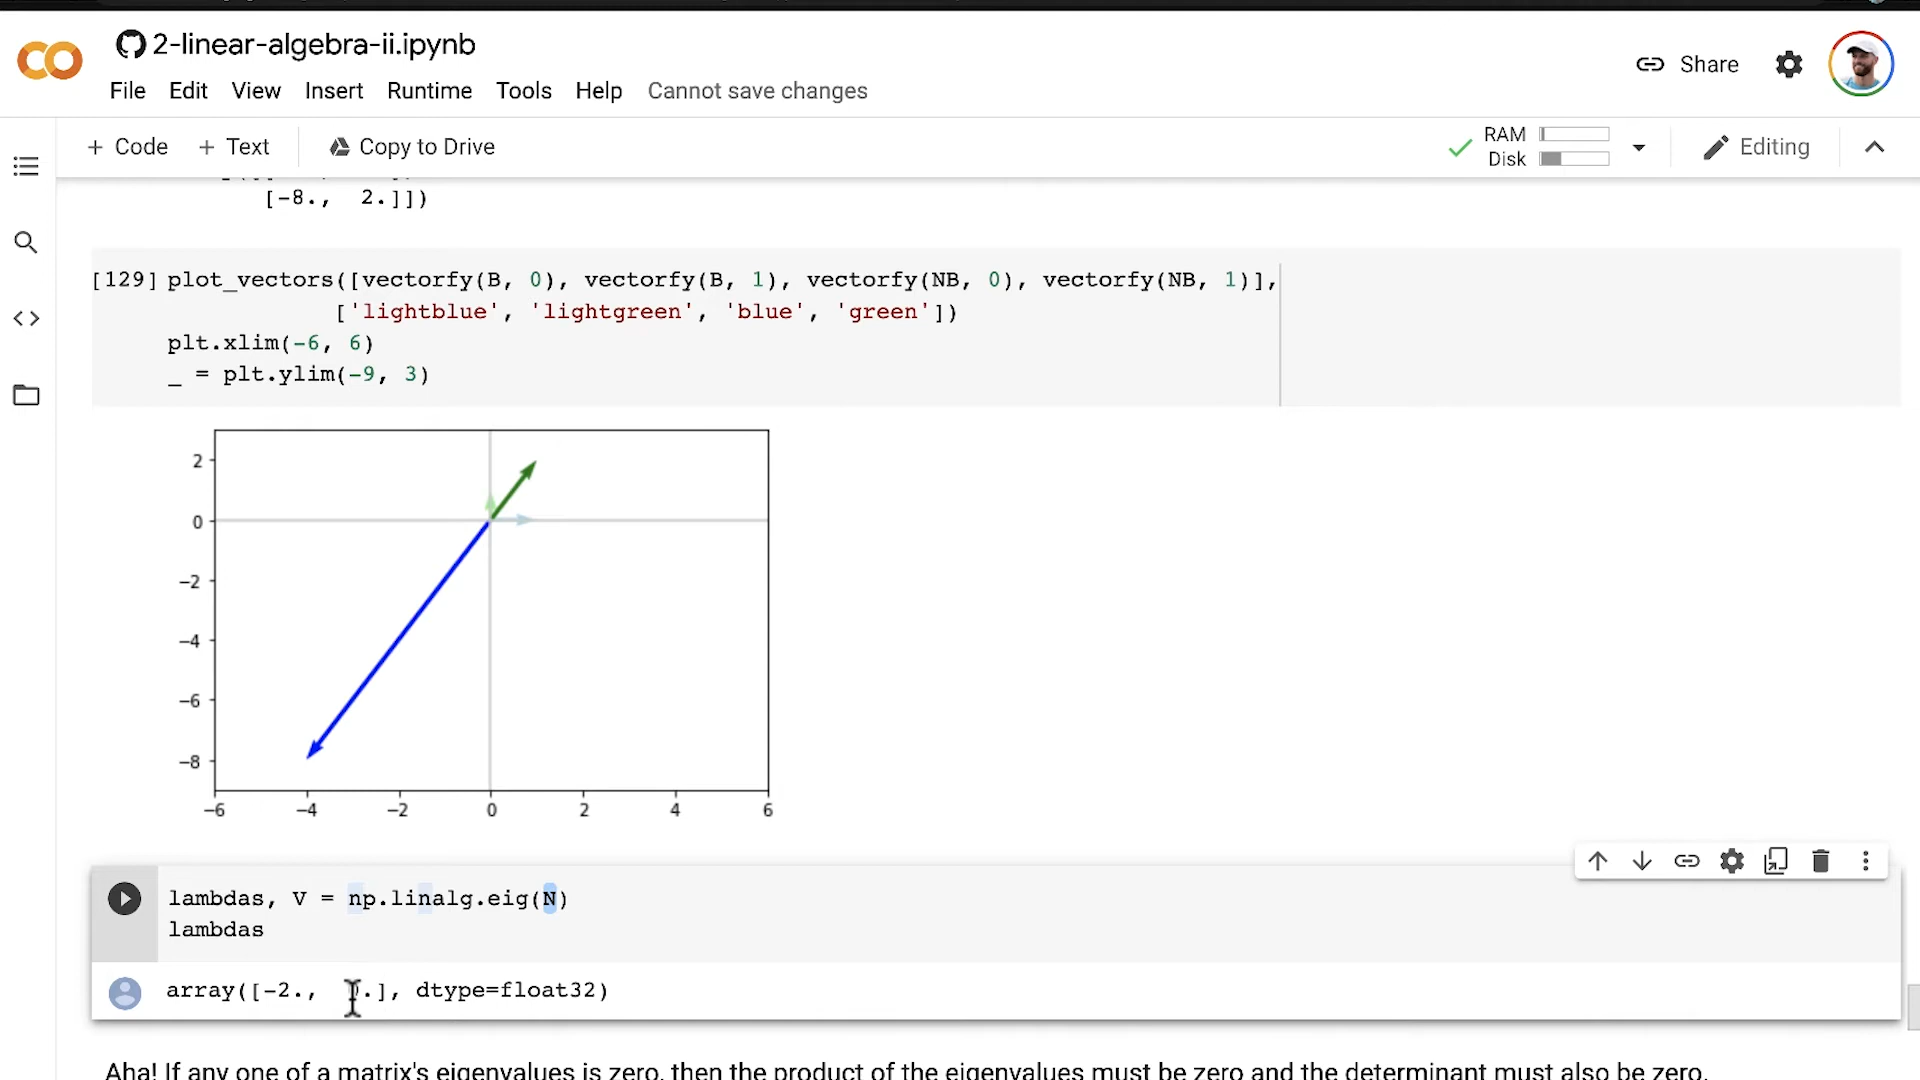 2-linear-algebra-ii.ipynb
File Edit View Insert Runtime Tools Help Cannot save changes
Share
+ Code + Text Copy to Drive
RAM
Disk
Editing
[-8., 2.]])
[129] plot_vectors([vectorfy(B, 0), vectorfy(B, 1), vectorfy(NB, 0), vectorfy(NB, 1)],
['lightblue', 'lightgreen', 'blue', 'green'])
plt.xlim(-6, 6)
_ = plt.ylim(-9, 3)
2
0
−2
−4
−6
−8
−6 −4 −2 0 2 4 6
lambdas, V = np.linalg.eig(N)
lambdas
array([-2., .], dtype=float32)
Aha! If any one of a matrix's eigenvalues is zero, then the product of the eigenvalues must be zero and the determinant must also be zero.